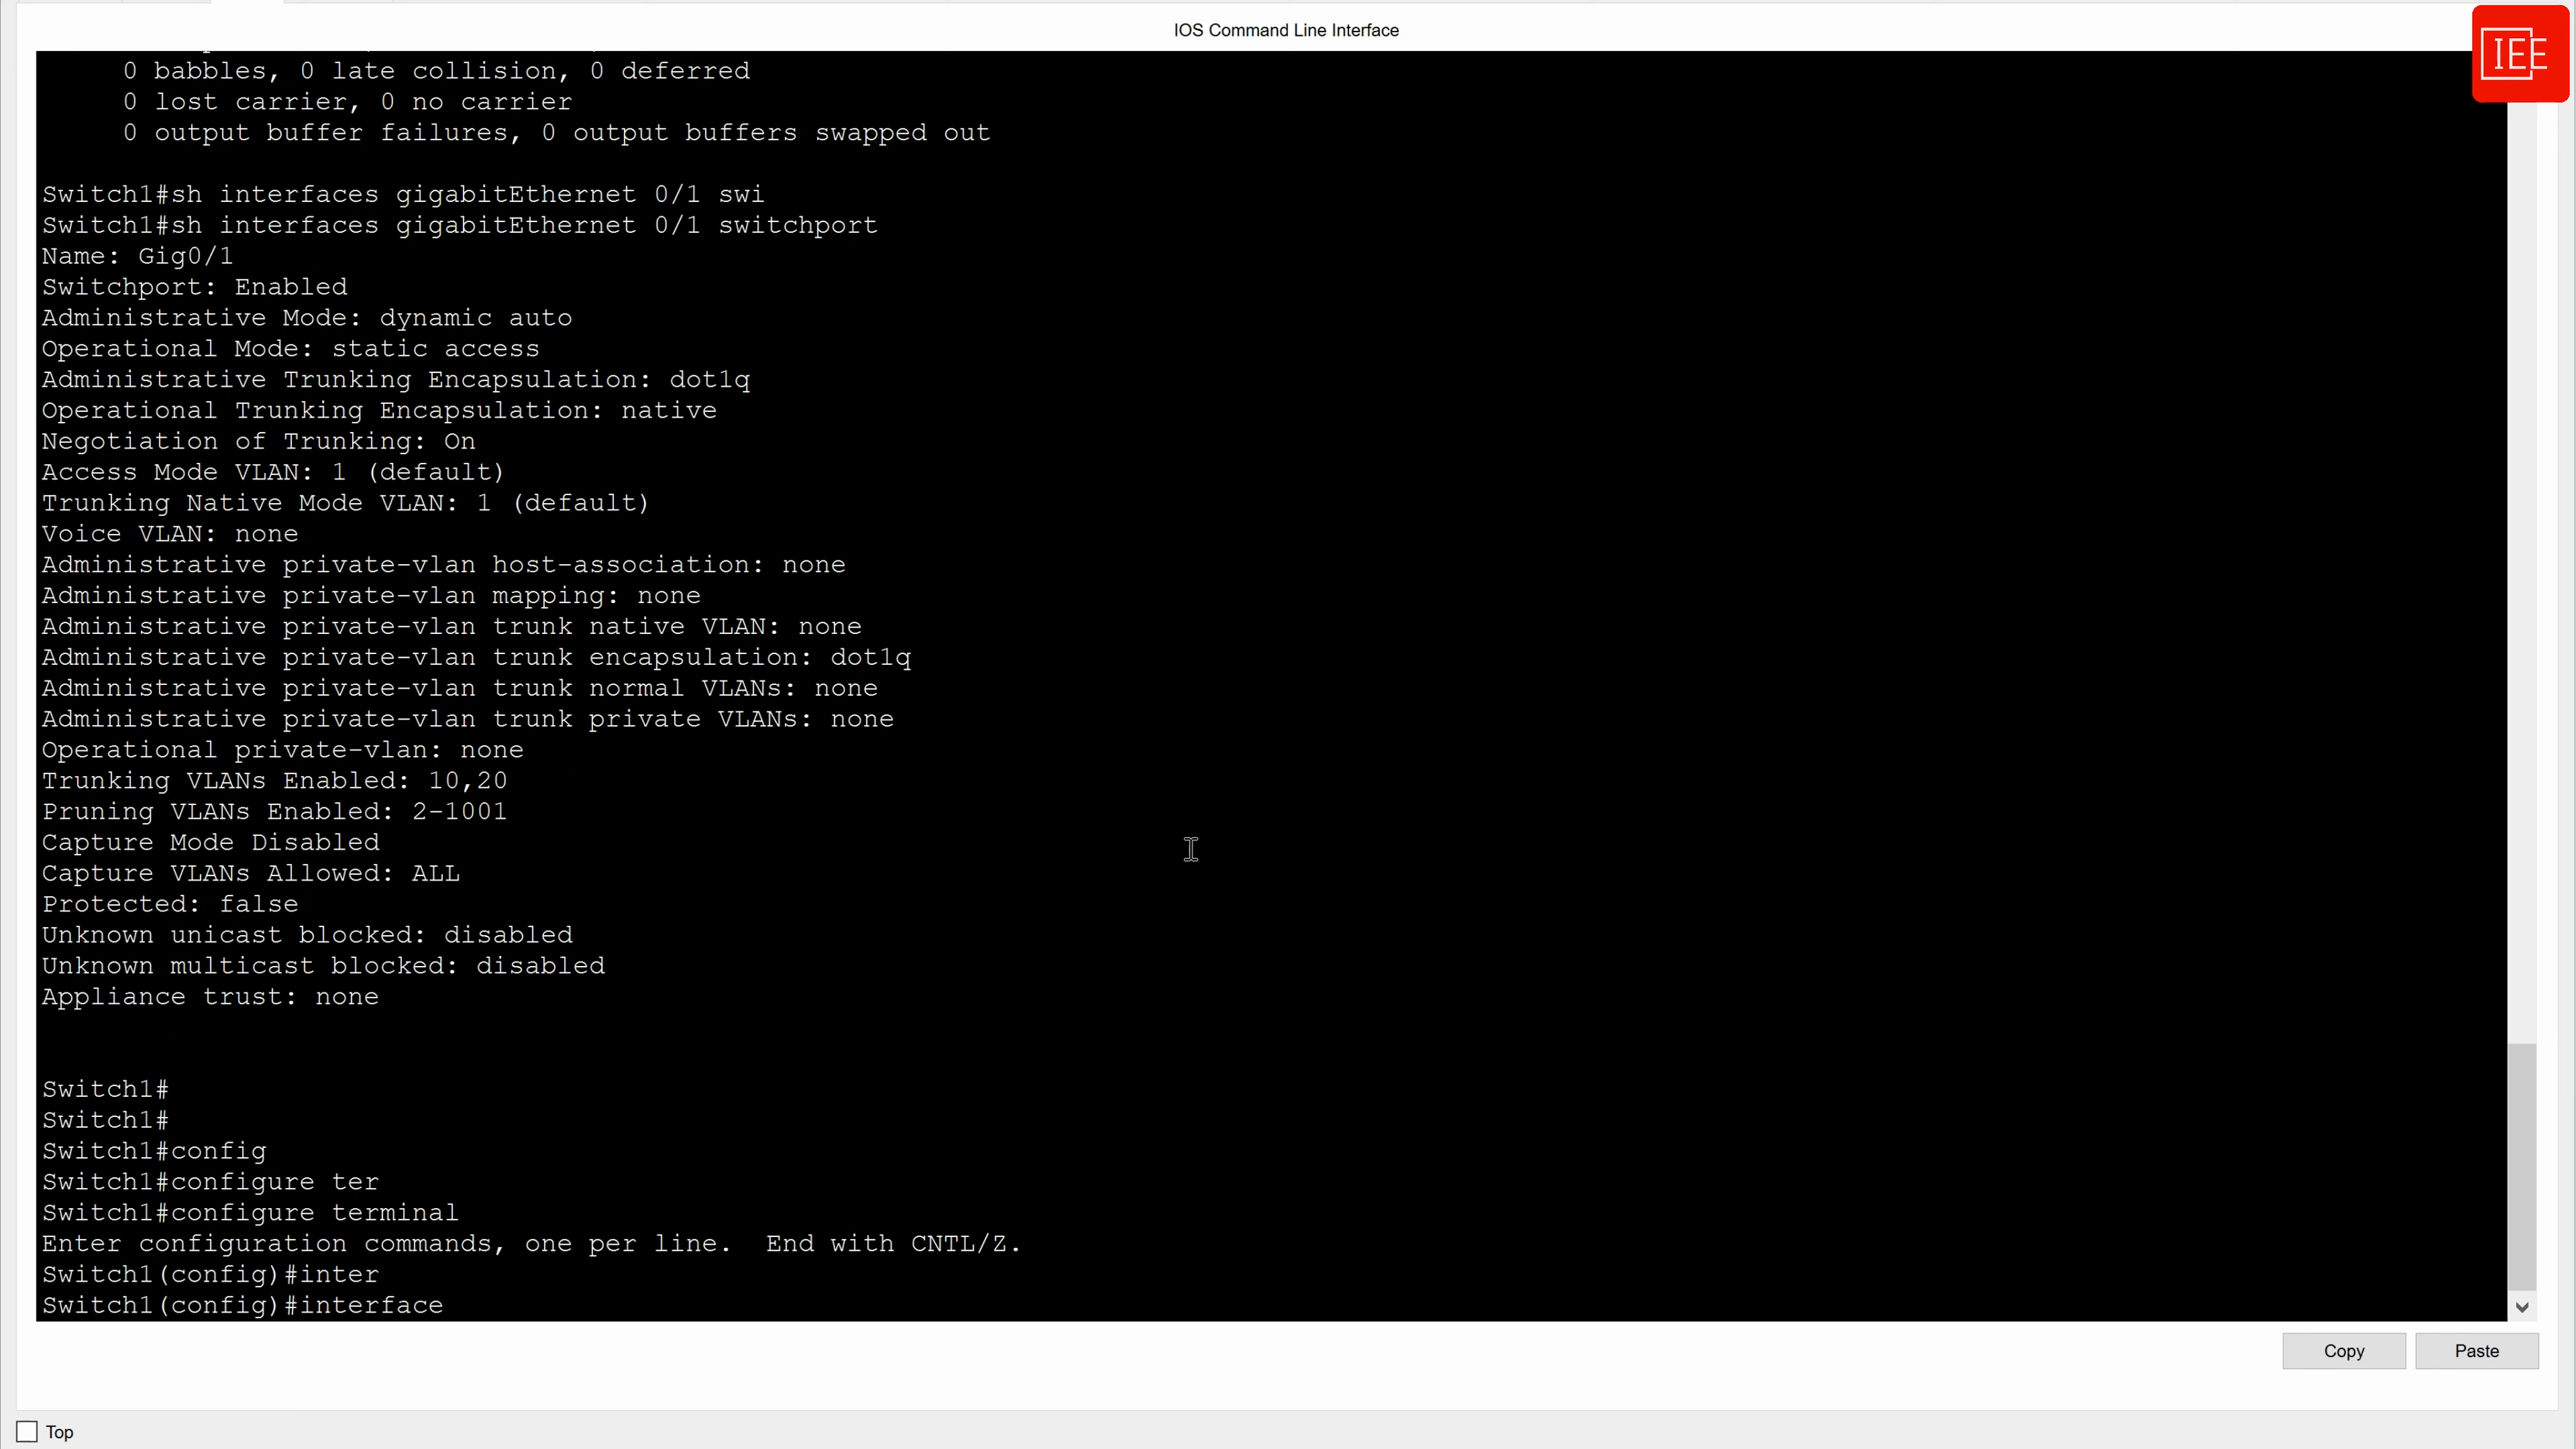 IOS Command Line Interface
IEE
0 babbles, 0 late collision, 0 deferred
0 lost carrier, 0 no carrier
0 output buffer failures, 0 output buffers swapped out
Switch1#sh interfaces gigabitEthernet 0/1 swi
Switch1#sh interfaces gigabitEthernet 0/1 switchport
Name: Gig0/1
Switchport: Enabled
Administrative Mode: dynamic auto
Operational Mode: static access
Administrative Trunking Encapsulation: dot1q
Operational Trunking Encapsulation: native
Negotiation of Trunking: On
Access Mode VLAN: 1 (default)
Trunking Native Mode VLAN: 1 (default)
Voice VLAN: none
Administrative private-vlan host-association: none
Administrative private-vlan mapping: none
Administrative private-vlan trunk native VLAN: none
Administrative private-vlan trunk encapsulation: dot1q
Administrative private-vlan trunk normal VLANs: none
Administrative private-vlan trunk private VLANs: none
Operational private-vlan: none
Trunking VLANs Enabled: 10,20
Pruning VLANs Enabled: 2-1001
Capture Mode Disabled
Capture VLANs Allowed: ALL
Protected: false
Unknown unicast blocked: disabled
Unknown multicast blocked: disabled
Appliance trust: none
Switch1#
Switch1#
Switch1#config
Switch1#configure ter
Switch1#configure terminal
Enter configuration commands, one per line.  End with CNTL/Z.
Switch1(config)#inter
Switch1(config)#interface
Copy
Paste
Top